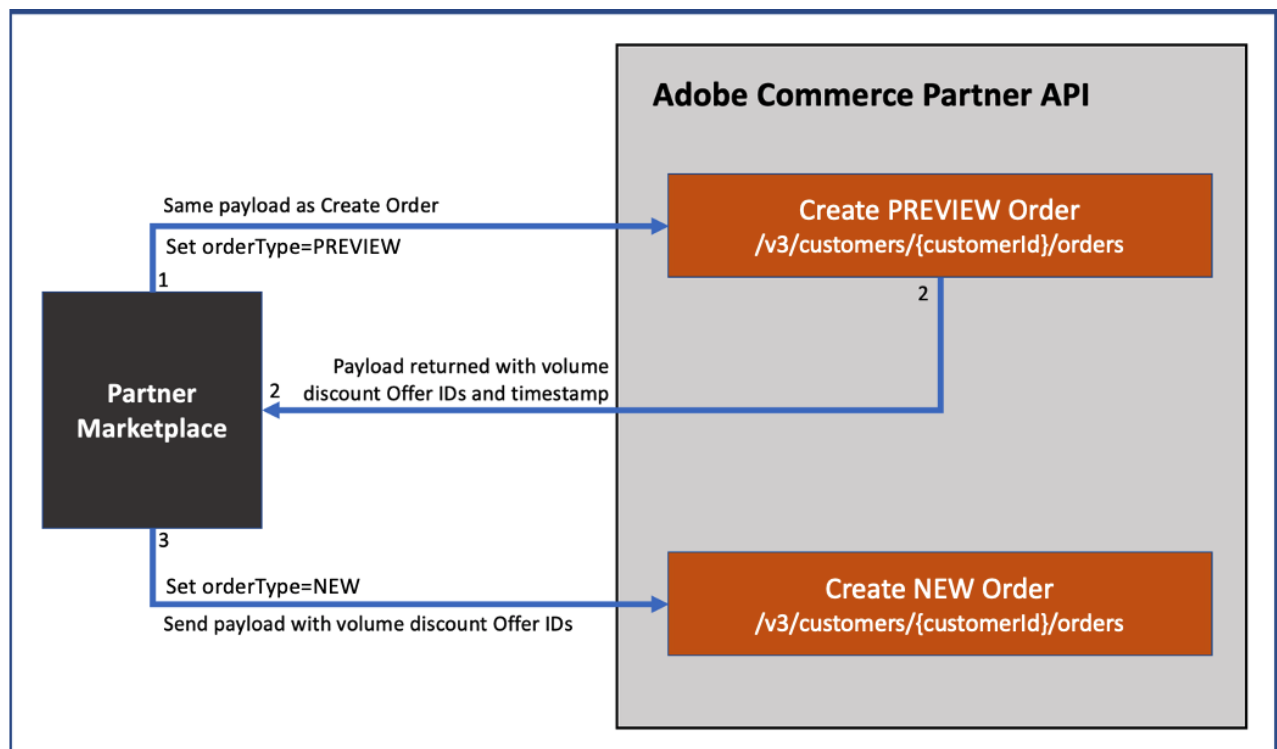 Adobe Commerce Partner API
Same payload as Create Order
Set orderType=PREVIEW
1
Create PREVIEW Order
/v3/customers/{customerId}/orders
2
Payload returned with volume
discount Offer IDs and timestamp
2
Partner
Marketplace
3
Set orderType=NEW
Send payload with volume discount Offer IDs
Create NEW Order
/v3/customers/{customerId}/orders